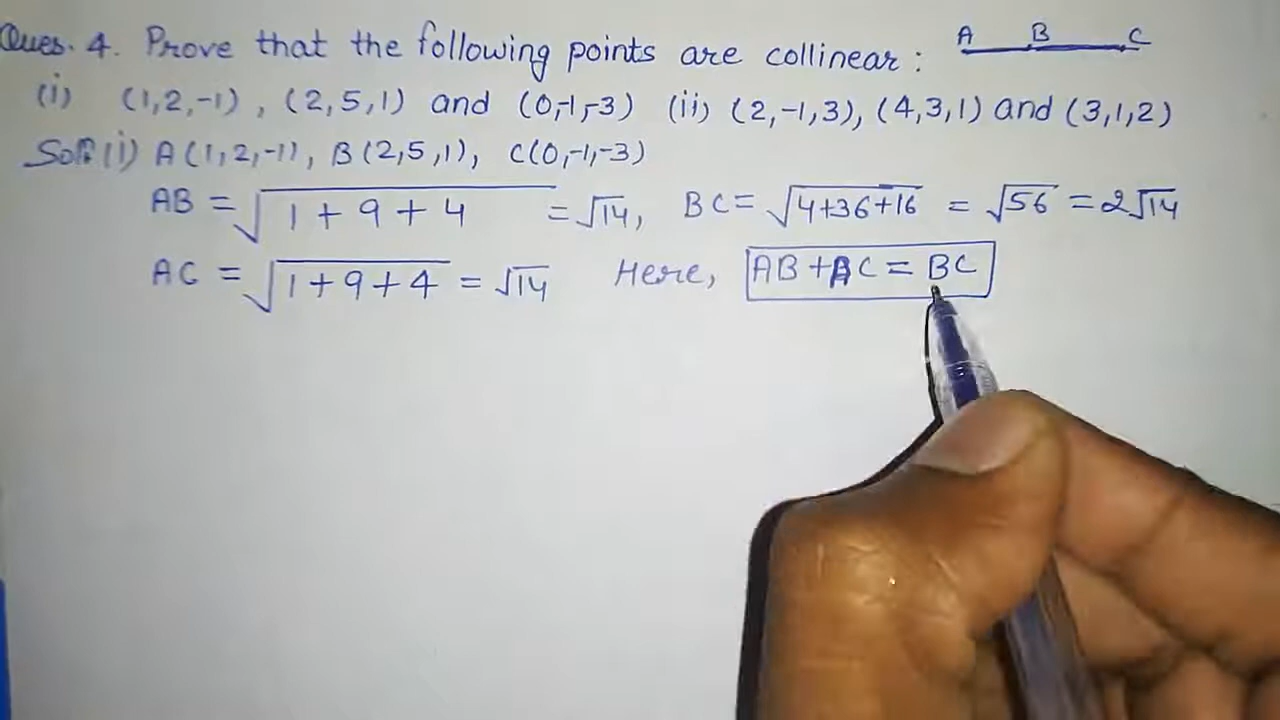 Ques. 4. Prove that the following points are collinear : A B C
(i) (1,2,-1) , (2,5,1) and (0,-1,-3) (ii) (2,-1,3), (4,3,1) and (3,1,2)
Soln (i) A(1,2,-1), B(2,5,1), C(0,-1,-3)
AB = √1+9+4 = √14, BC = √4+36+16 = √56 = 2√14
AC = √1+9+4 = √14 Here, AB + AC = BC